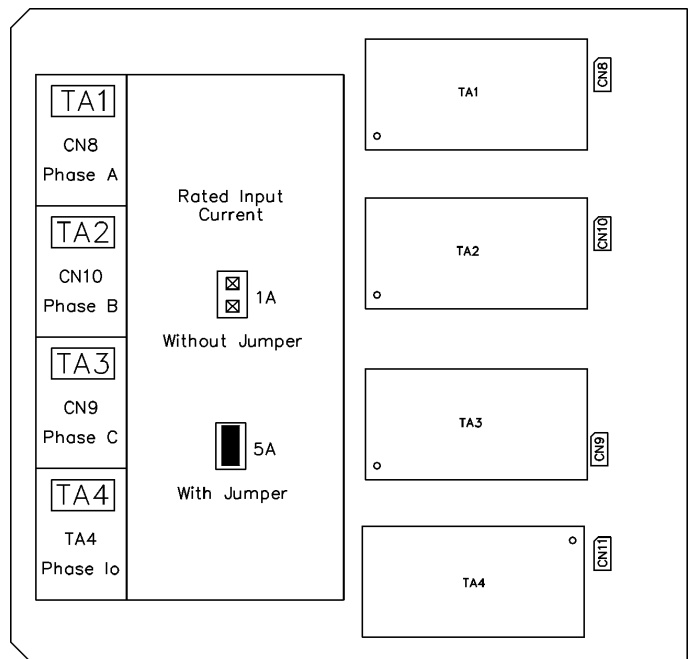 TA1
CN8
Phase A
TA2
CN10
Phase B
TA3
CN9
Phase C
TA4
TA4
Phase Io
Rated Input
Current
1A
Without Jumper
5A
With Jumper
TA1
CN8
TA2
CN10
TA3
CN9
TA4
CN11